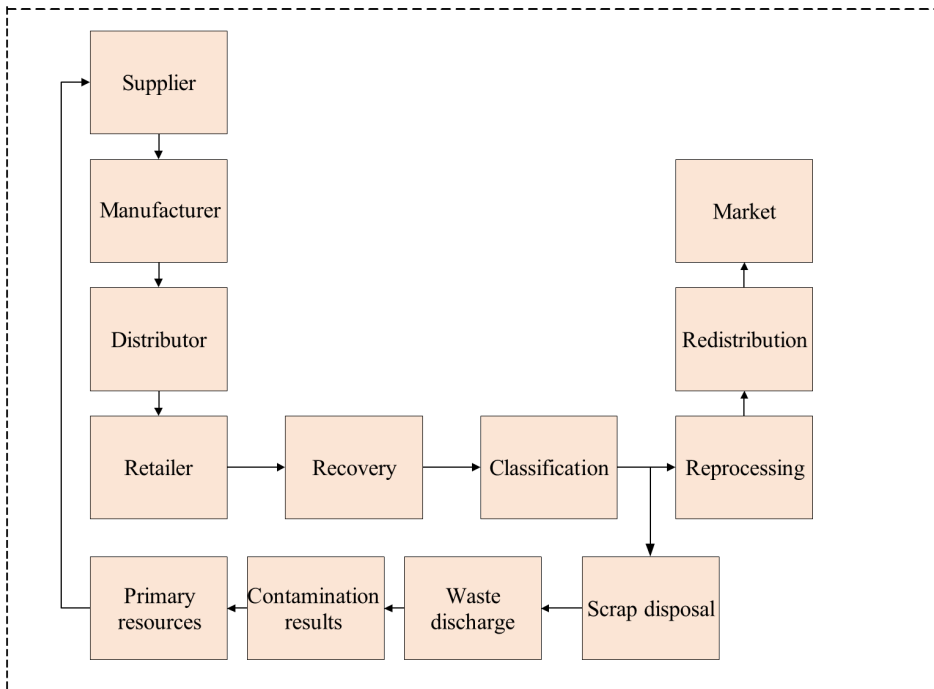 Supplier
Manufacturer
Market
Distributor
Redistribution
Retailer
Recovery
Classification
Reprocessing
Primary
resources
Contamination
results
Waste
discharge
Scrap disposal